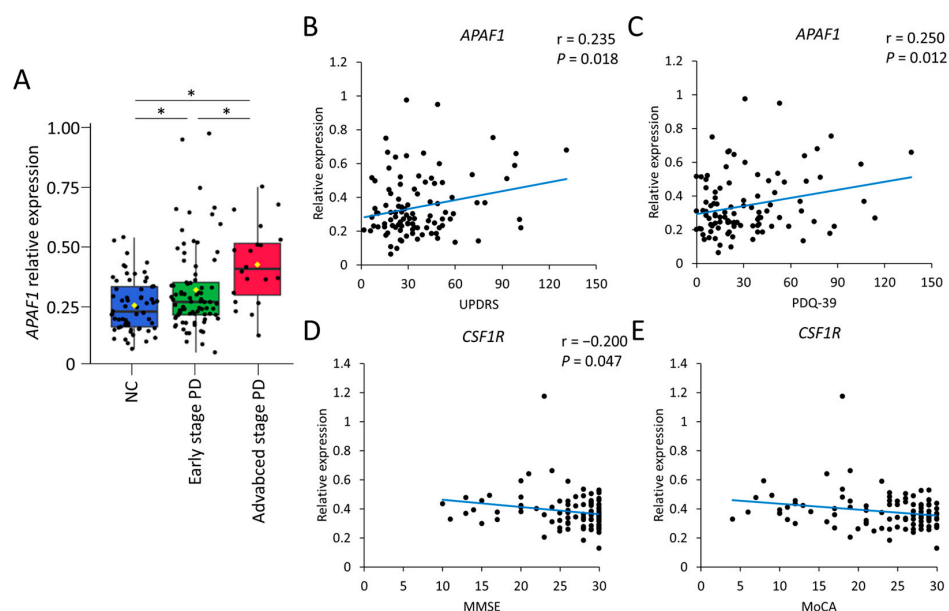 A
APAF1 relative expression
* 
* *
1.00
0.75
0.50
0.25
0
NC
Early stage PD
Advabced stage PD
B
APAF1
r = 0.235
P = 0.018
Relative expression
1.2
1
0.8
0.6
0.4
0.2
0
0 30 60 90 120 150
UPDRS
C
APAF1
r = 0.250
P = 0.012
Relative expression
1.2
1
0.8
0.6
0.4
0.2
0
0 30 60 90 120 150
PDQ-39
D
CSF1R
r = −0.200
P = 0.047
Relative expression
1.4
1.2
1
0.8
0.6
0.4
0.2
0
0 5 10 15 20 25 30
MMSE
E
CSF1R
Relative expression
1.4
1.2
1
0.8
0.6
0.4
0.2
0
0 5 10 15 20 25 30
MoCA